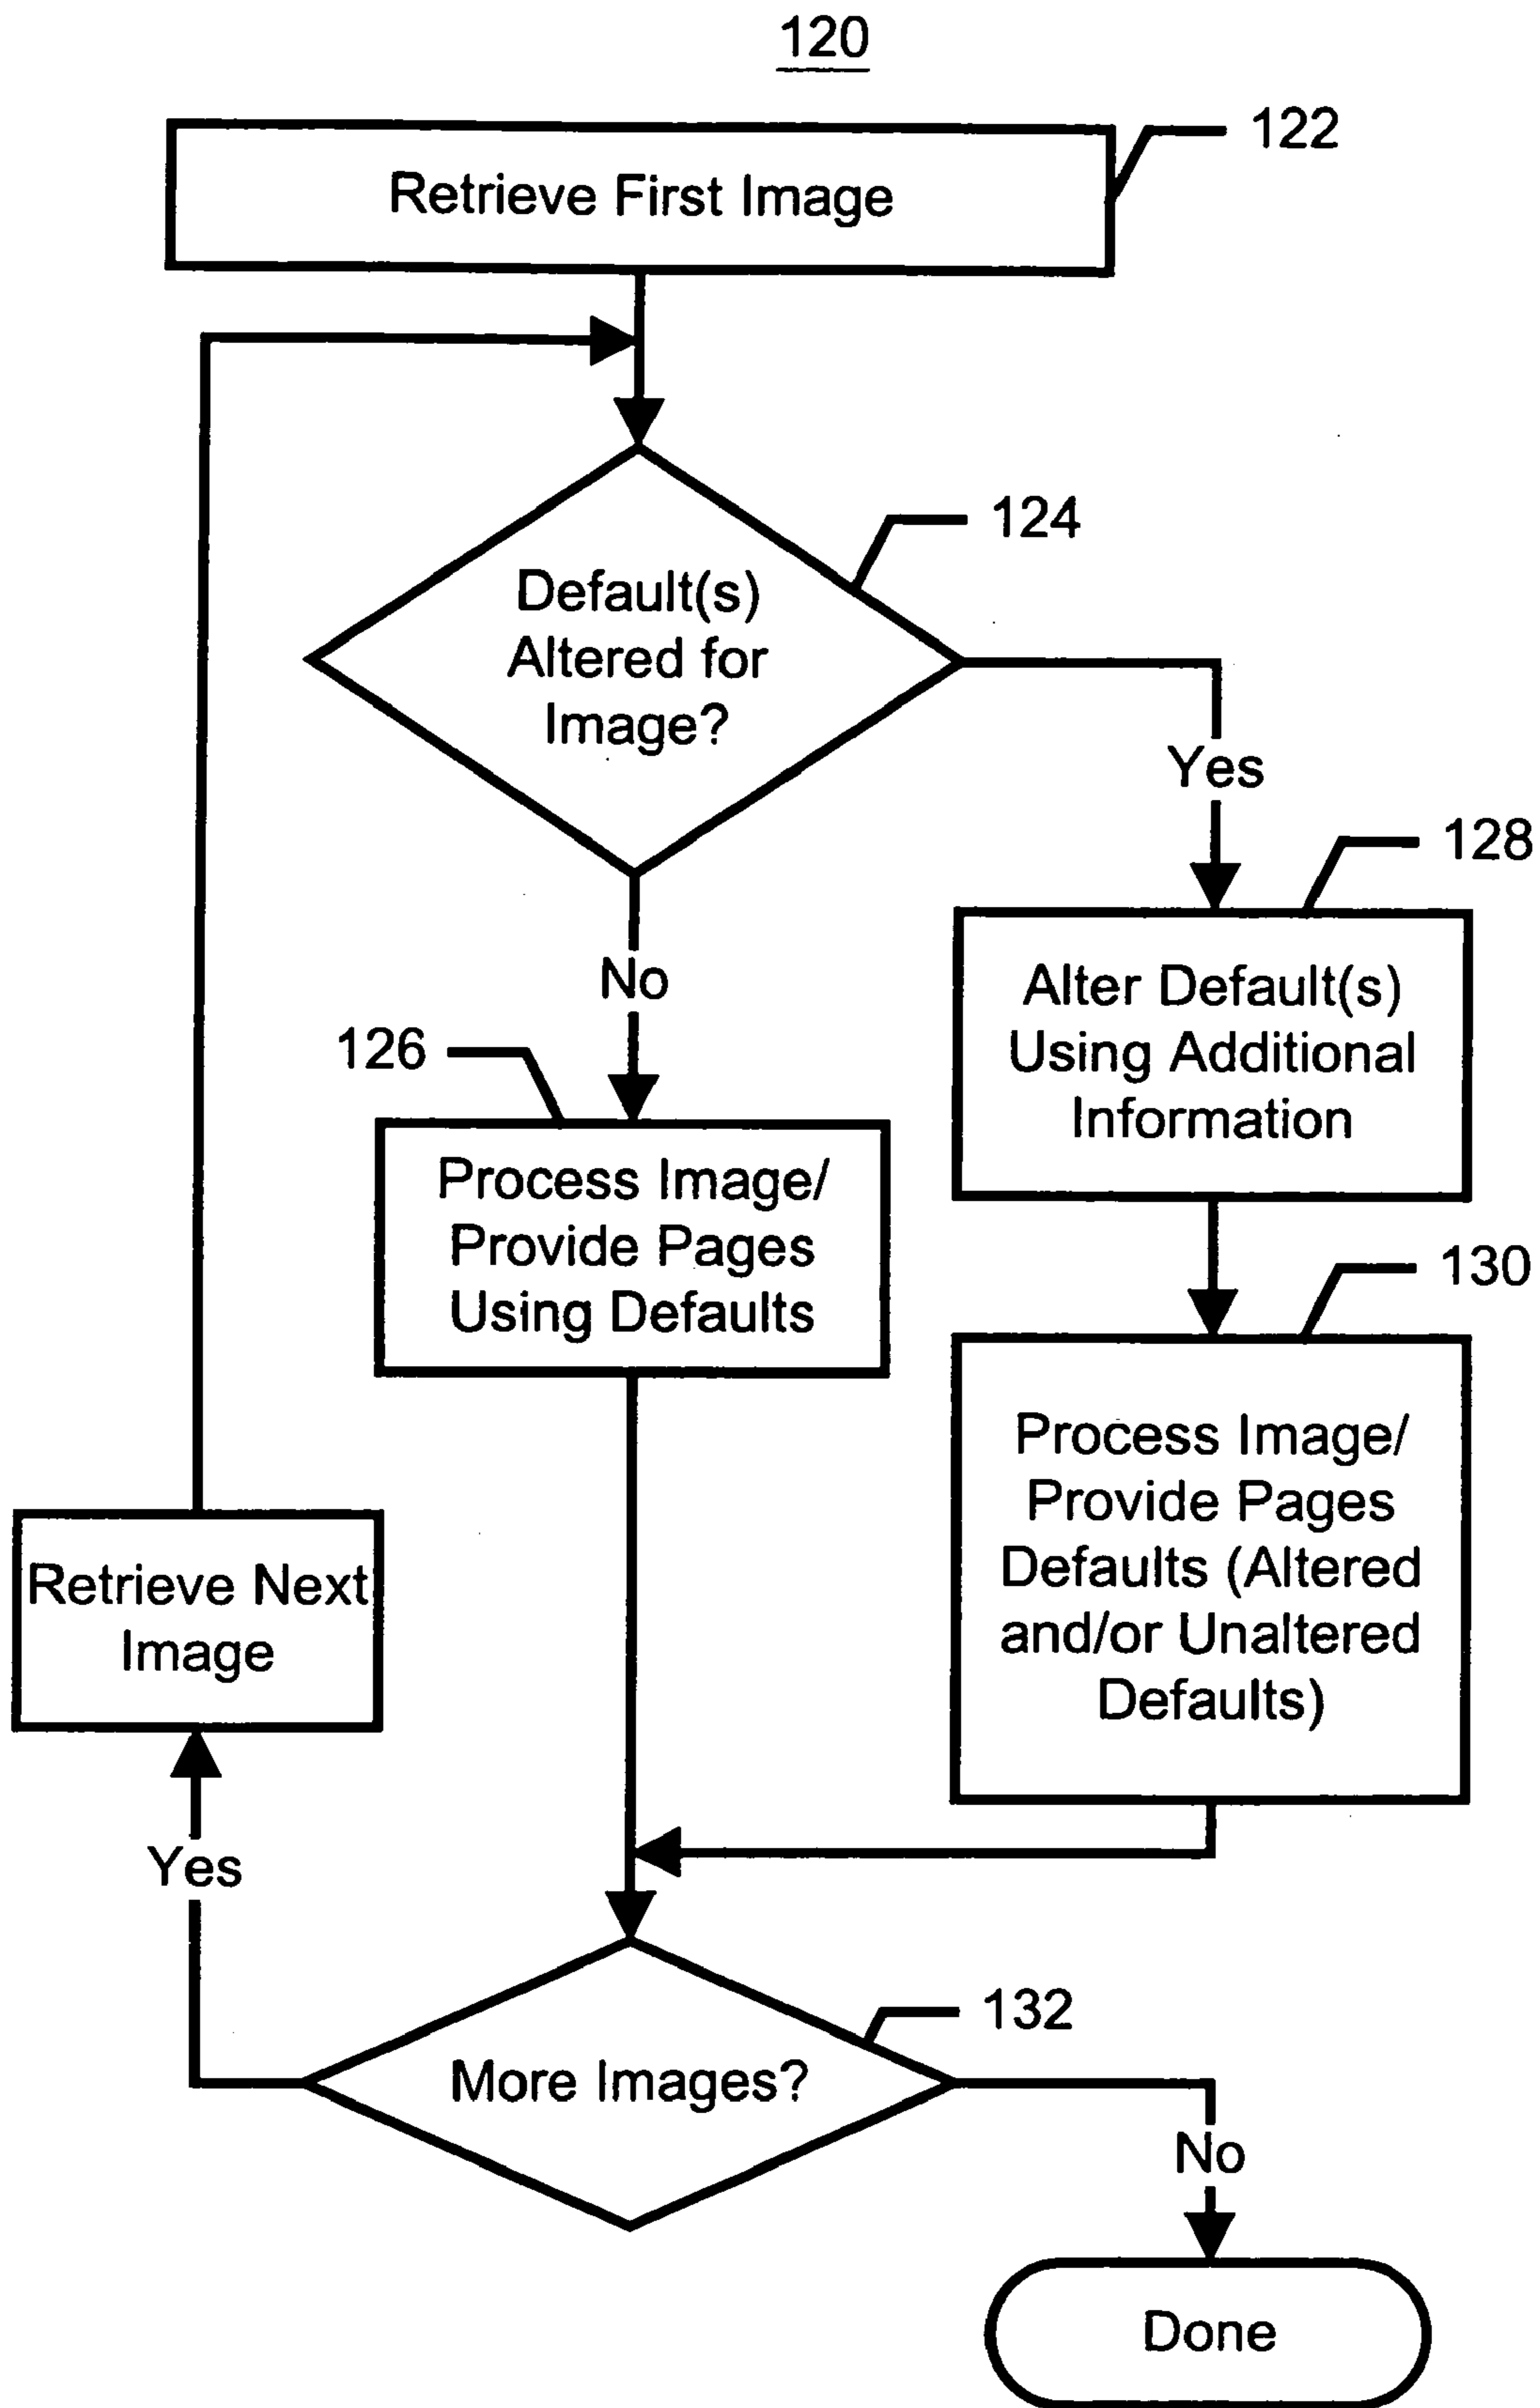 120
122
Retrieve First Image
124
Default(s)
Altered for
Image?
Yes
128
No
Alter Default(s)
Using Additional
Information
126
Process Image/
Provide Pages
Using Defaults
130
Process Image/
Provide Pages
Defaults (Altered
and/or Unaltered
Defaults)
Retrieve Next
Image
Yes
132
More Images?
No
Done